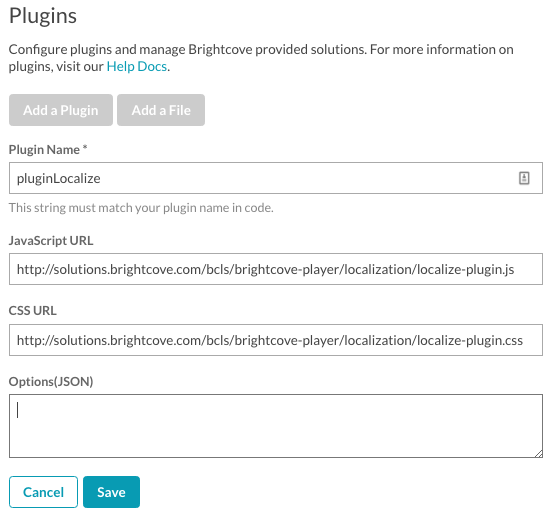 Plugins
Configure plugins and manage Brightcove provided solutions. For more information on
plugins, visit our Help Docs.
Add a Plugin Add a File
Plugin Name *
pluginLocalize
This string must match your plugin name in code.
JavaScript URL
http://solutions.brightcove.com/bcls/brightcove-player/localization/localize-plugin.js
CSS URL
http://solutions.brightcove.com/bcls/brightcove-player/localization/localize-plugin.css
Options(JSON)
Cancel Save